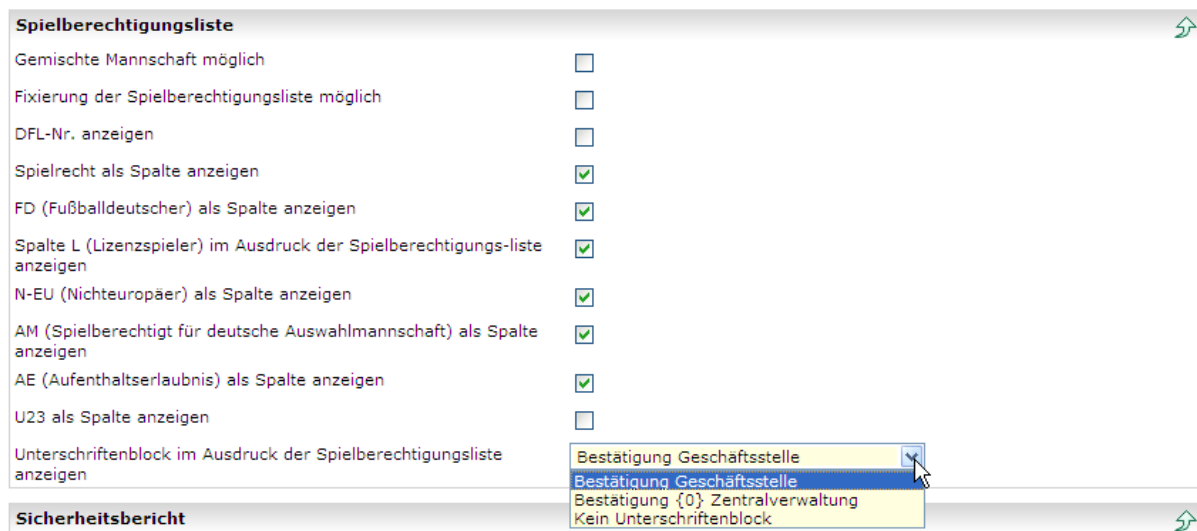 Spielberechtigungsliste
Gemischte Mannschaft möglich
Fixierung der Spielberechtigungsliste möglich
DFL-Nr. anzeigen
Spielrecht als Spalte anzeigen
FD (Fußballdeutscher) als Spalte anzeigen
Spalte L (Lizenzspieler) im Ausdruck der Spielberechtigungs-liste
anzeigen
N-EU (Nichteuropäer) als Spalte anzeigen
AM (Spielberechtigt für deutsche Auswahlmannschaft) als Spalte
anzeigen
AE (Aufenthaltserlaubnis) als Spalte anzeigen
U23 als Spalte anzeigen
Unterschriftenblock im Ausdruck der Spielberechtigungsliste
anzeigen
Bestätigung Geschäftsstelle
Bestätigung Geschäftsstelle
Bestätigung {0} Zentralverwaltung
Kein Unterschriftenblock
Sicherheitsbericht